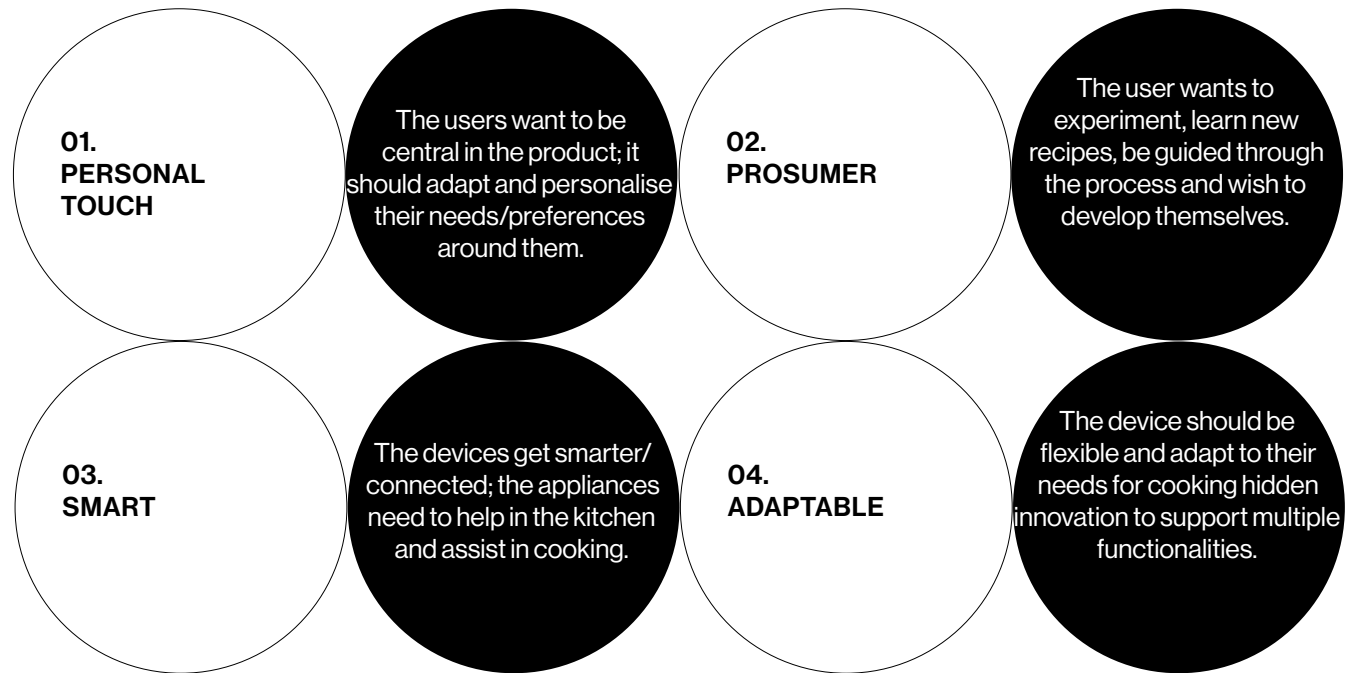 01.
PERSONAL
TOUCH
The users want to be
central in the product; it
should adapt and personalise
their needs/preferences
around them.
02.
PROSUMER
The user wants to
experiment, learn new
recipes, be guided through
the process and wish to
develop themselves.
03.
SMART
The devices get smarter/
connected; the appliances
need to help in the kitchen
and assist in cooking.
04.
ADAPTABLE
The device should be
flexible and adapt to their
needs for cooking hidden
innovation to support multiple
functionalities.